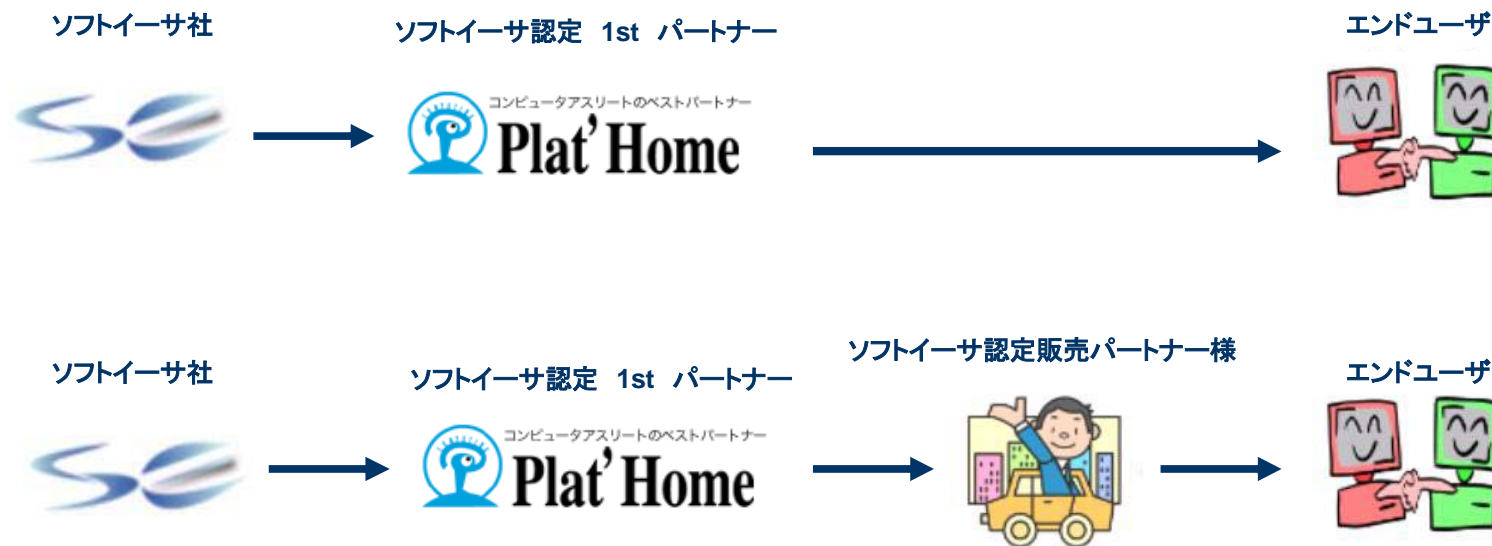 ソフトイーサ社
ソフトイーサ認定 1st パートナー
エンドユーザ
コンピュータアスリートのベストパートナー
Plat'Home
ソフトイーサ認定販売パートナー様
ソフトイーサ社
ソフトイーサ認定 1st パートナー
エンドユーザ
コンピュータアスリートのベストパートナー
Plat'Home